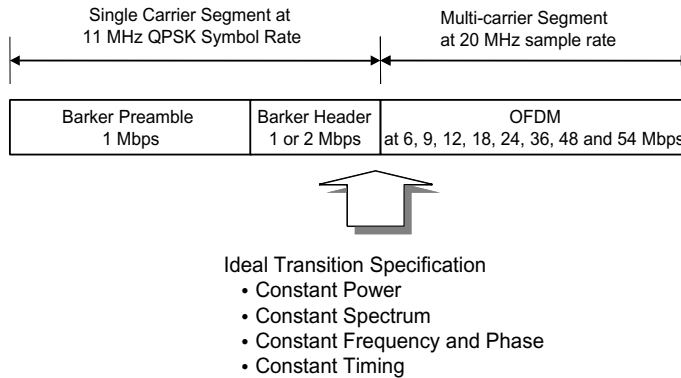 Single Carrier Segment at
11 MHz QPSK Symbol Rate
Multi-carrier Segment
at 20 MHz sample rate
Barker Preamble
1 Mbps
Barker Header
1 or 2 Mbps
OFDM
at 6, 9, 12, 18, 24, 36, 48 and 54 Mbps
Ideal Transition Specification
• Constant Power
• Constant Spectrum
• Constant Frequency and Phase
• Constant Timing